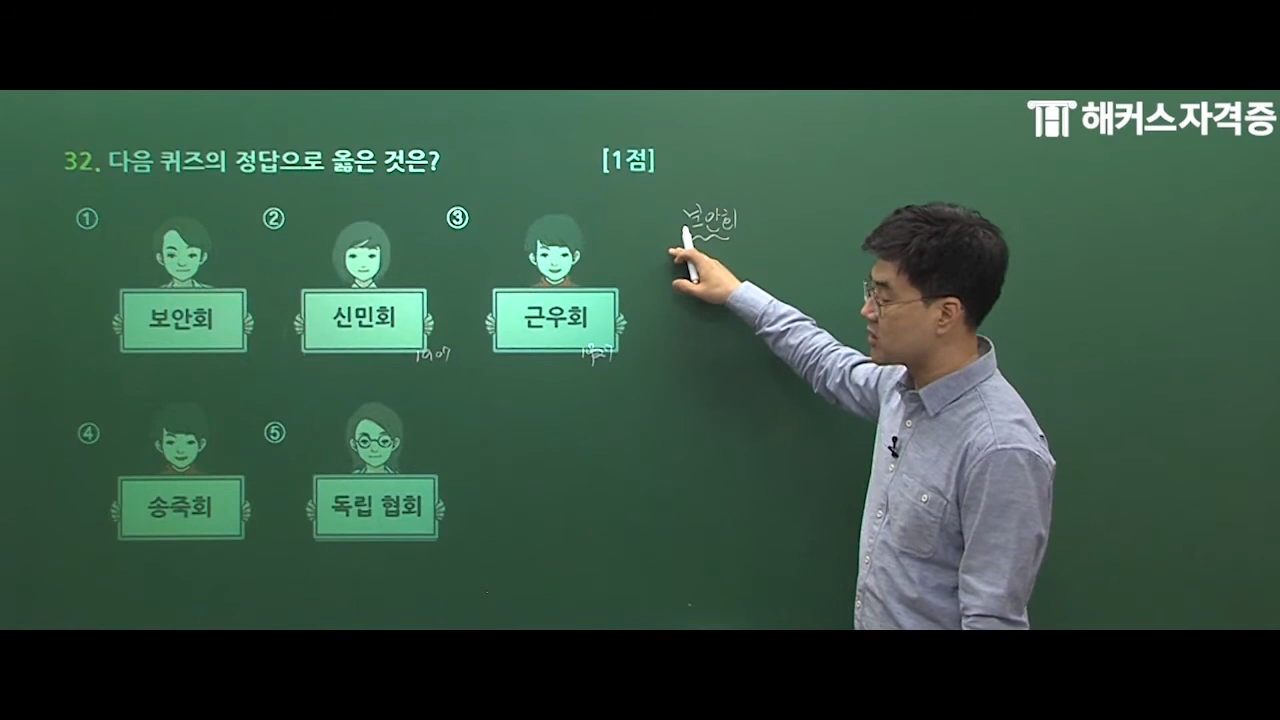 해커스자격증
32. 다음 퀴즈의 정답으로 옳은 것은? [1점]
① ② ③
보안회
보안회 신민회 근우회
1907 1927
④ ⑤
송죽회 독립 협회